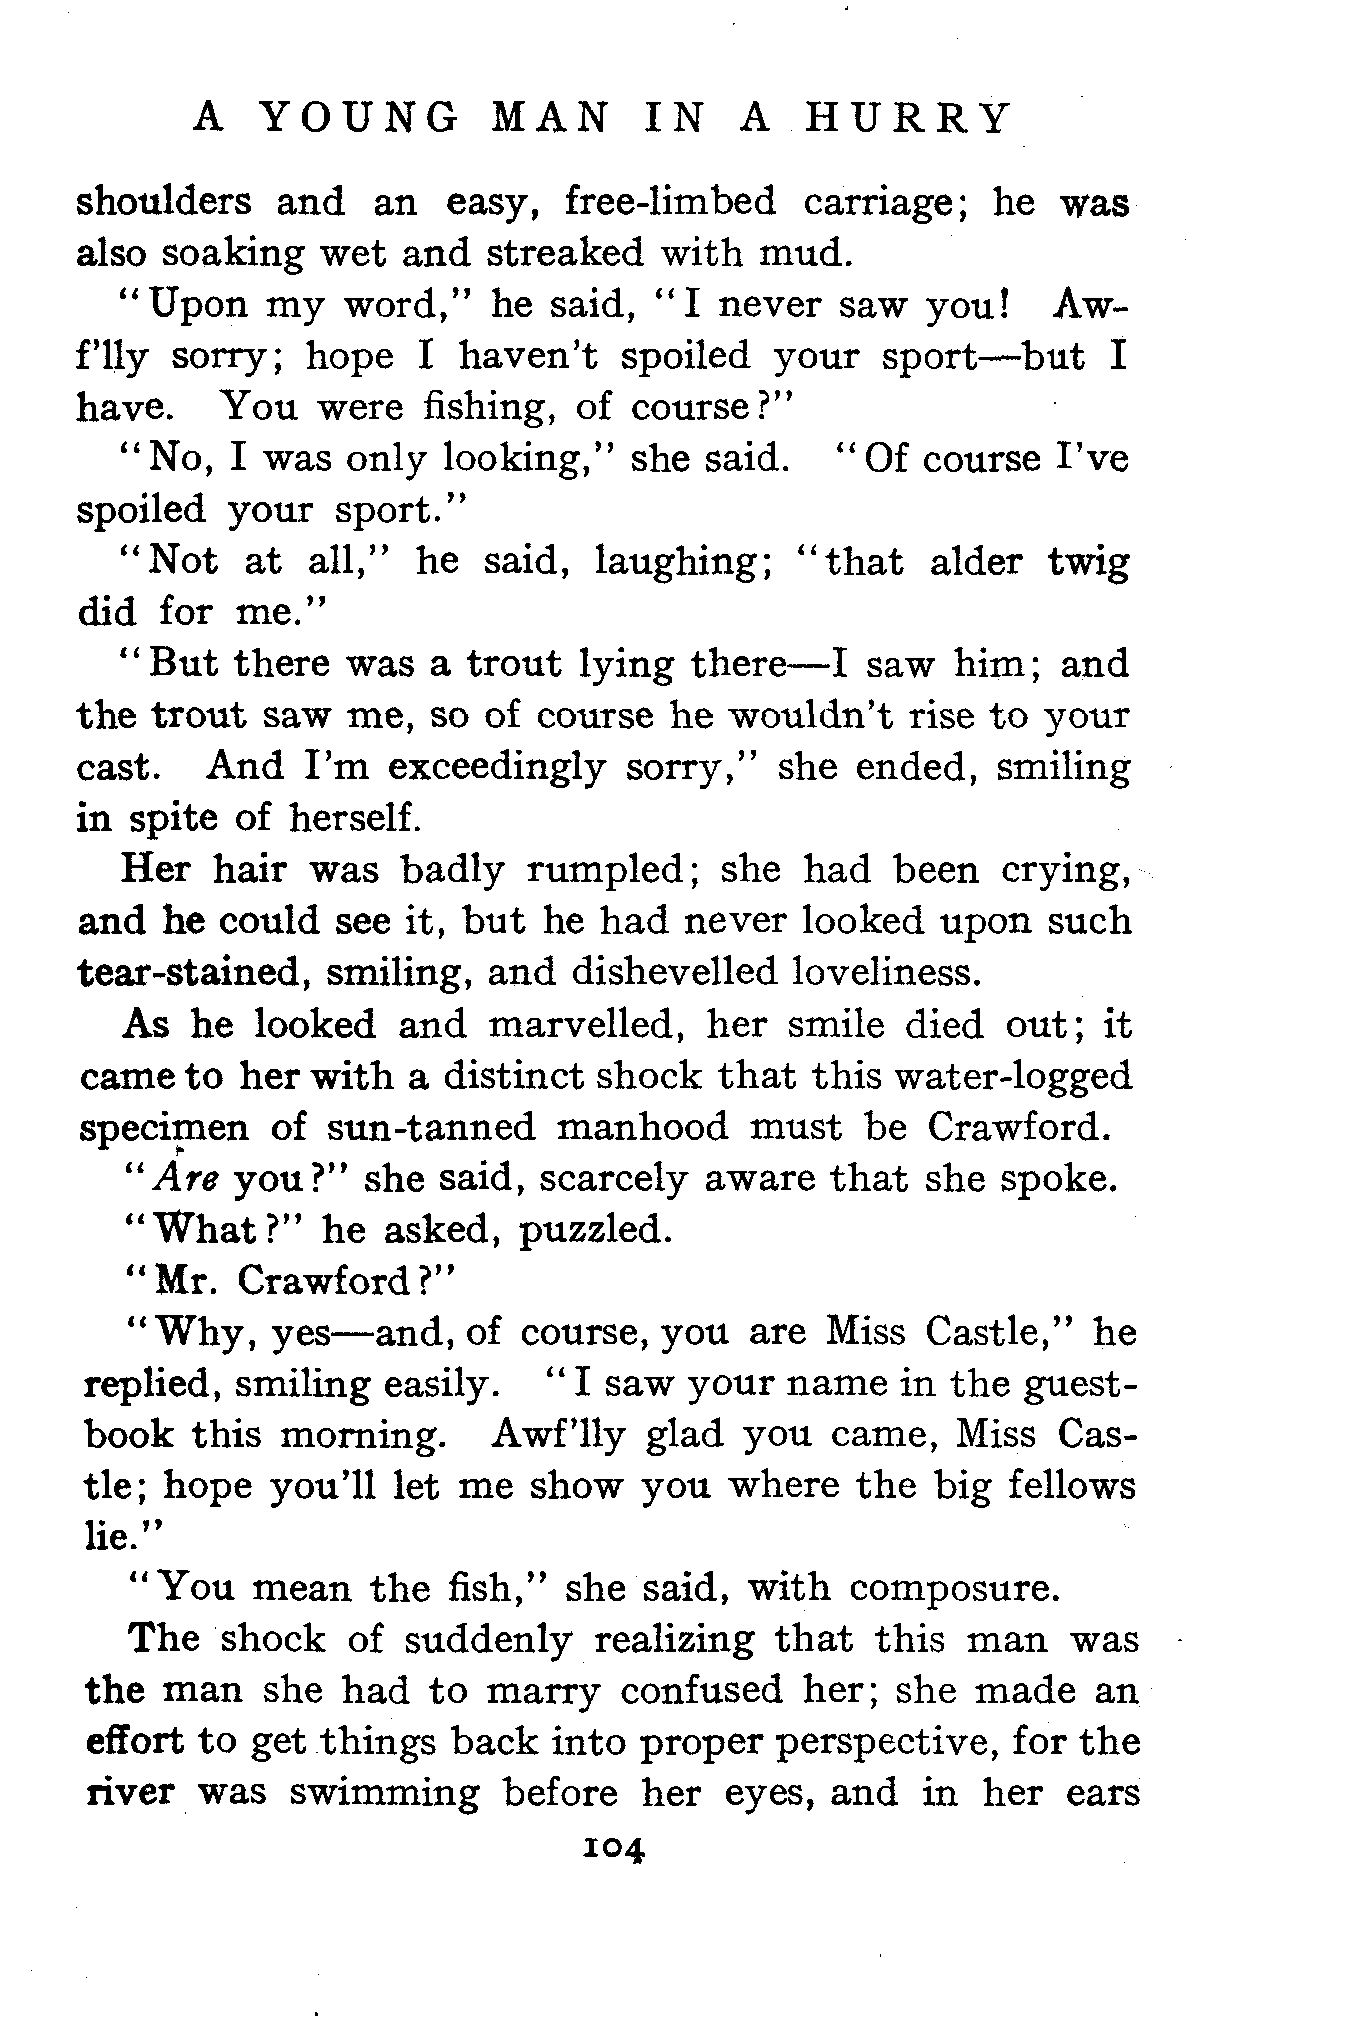 A YOUNG MAN IN A HURRY
shoulders and an easy, free-limbed carriage; he was
also soaking wet and streaked with mud.
"Upon my word," he said, "I never saw you! Aw-
f'lly sorry; hope I haven't spoiled your sport—but I
have. You were fishing, of course?"
"No, I was only looking," she said. "Of course I've
spoiled your sport."
"Not at all," he said, laughing; "that alder twig
did for me."
"But there was a trout lying there—I saw him; and
the trout saw me, so of course he wouldn't rise to your
cast. And I'm exceedingly sorry," she ended, smiling
in spite of herself.
Her hair was badly rumpled; she had been crying,
and he could see it, but he had never looked upon such
tear-stained, smiling, and dishevelled loveliness.
As he looked and marvelled, her smile died out; it
came to her with a distinct shock that this water-logged
specimen of sun-tanned manhood must be Crawford.
"Are you?" she said, scarcely aware that she spoke.
"What?" he asked, puzzled.
"Mr. Crawford?"
"Why, yes—and, of course, you are Miss Castle," he
replied, smiling easily. "I saw your name in the guest-
book this morning. Awf'lly glad you came, Miss Cas-
tle; hope you'll let me show you where the big fellows
lie."
"You mean the fish," she said, with composure.
The shock of suddenly realizing that this man was
the man she had to marry confused her; she made an
effort to get things back into proper perspective, for the
river was swimming before her eyes, and in her ears
104